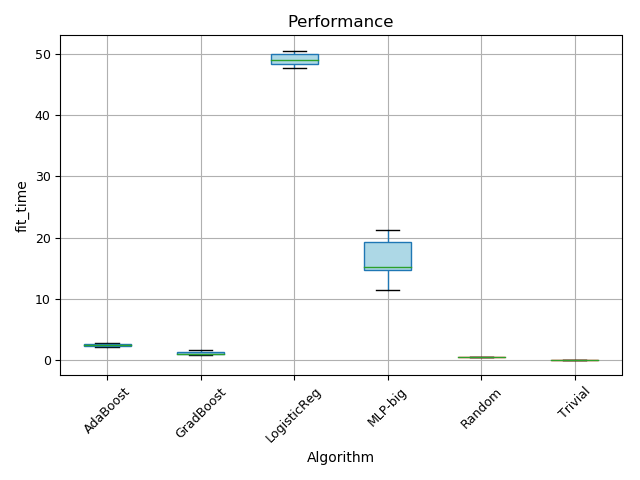 Performance
50
40
30
20
10
0
fit_time
AdaBoost
GradBoost
LogisticReg
MLP-big
Random
Trivial
Algorithm